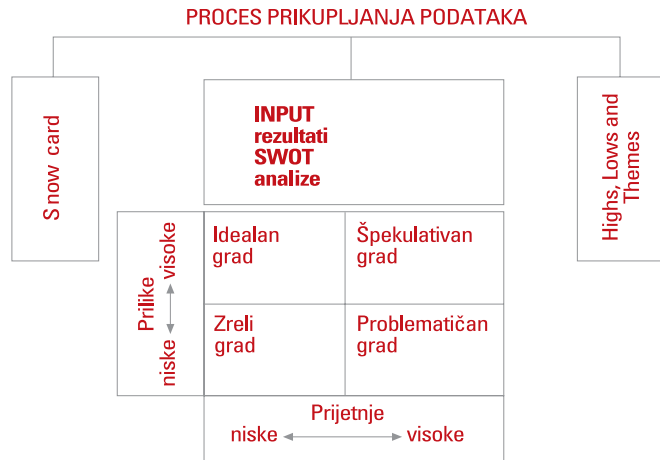 PROCES PRIKUPLJANJA PODATAKA
Snow card
INPUT
rezultati
SWOT
analize
Highs, Lows and
Themes
Prilike
niske visoke
Idealan
grad
Špekulativan
grad
Zreli
grad
Problematičan
grad
Prijetnje
niske visoke